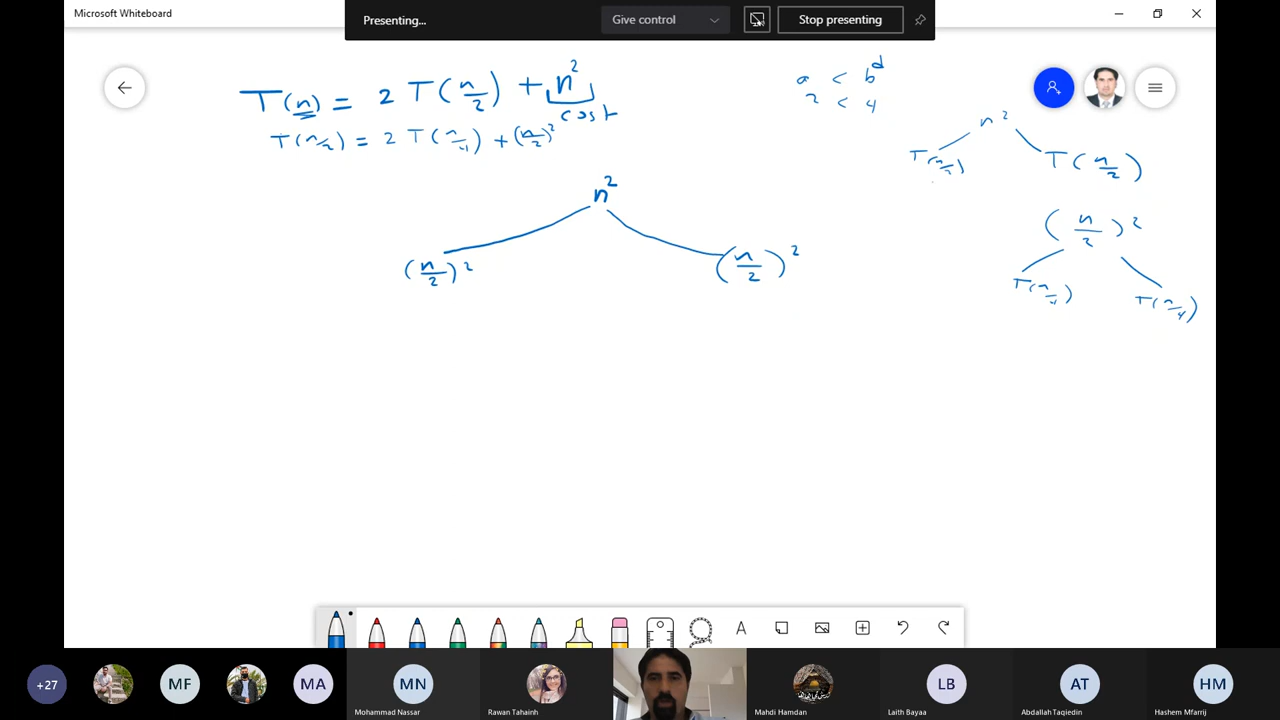 Microsoft Whiteboard
Presenting...
Give control
Stop presenting
T(n) = 2 T(n/2) + n²
cost
T(n/2) = 2 T(n/4) + (n/2)²
a < b^d
2 < 4
n²
T(n/2) T(n/2)
(n/2)²
T(n/4) T(n/4)
n²
(n/2)² (n/2)²
A
+27
MF
MA
MN
LB
AT
HM
Mohammad Nassar
Rawan Tahainh
Mahdi Hamdan
Laith Bayaa
Abdallah Taqiedin
Hashem M'farrij